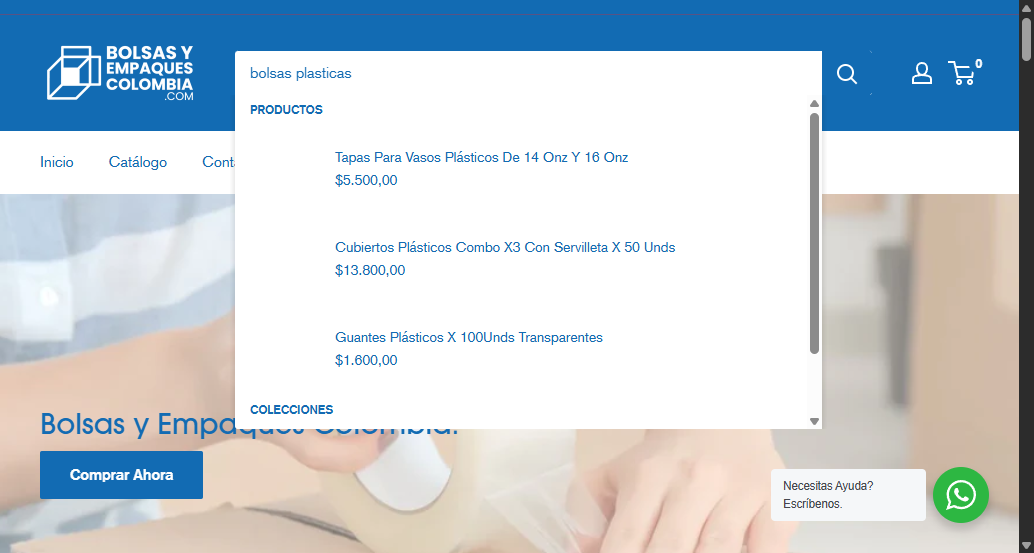 BOLSAS Y
EMPAQUES
COLOMBIA
.COM
bolsas plasticas
0
PRODUCTOS
Tapas Para Vasos Plásticos De 14 Onz Y 16 Onz
$5.500,00
Cubiertos Plásticos Combo X3 Con Servilleta X 50 Unds
$13.800,00
Guantes Plásticos X 100Unds Transparentes
$1.600,00
COLECCIONES
Inicio
Catálogo
Bolsas y Empaques Colombia.
Comprar Ahora
Necesitas Ayuda?
Escríbenos.